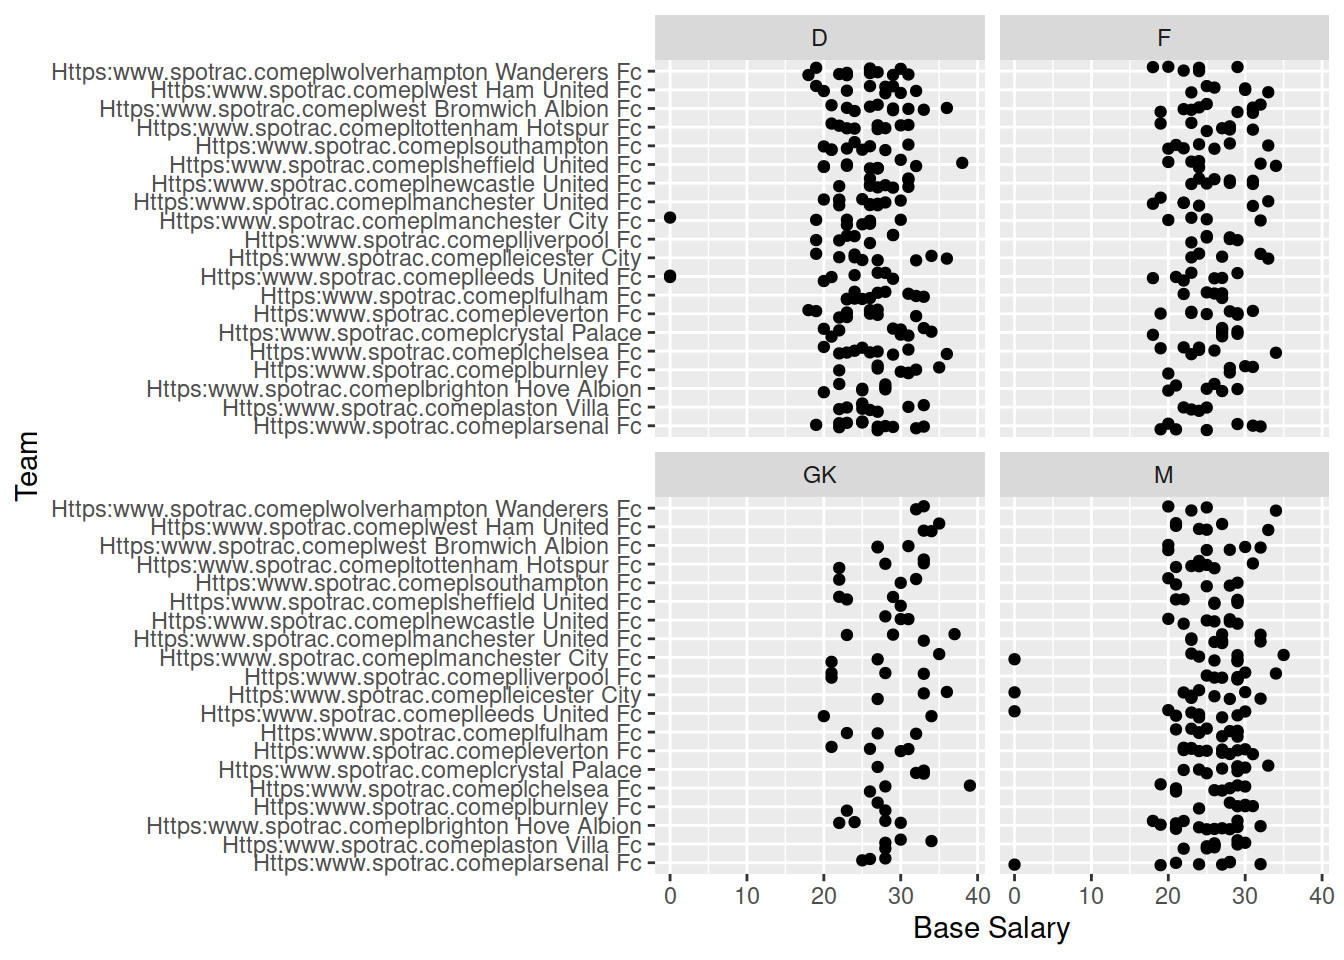 D
F
Https:www.spotrac.comeplwolverhampton Wanderers Fc
Https:www.spotrac.comeplwest Ham United Fc
Https:www.spotrac.comeplwest Bromwich Albion Fc
Https:www.spotrac.comepltottenham Hotspur Fc
Https:www.spotrac.comeplsouthampton Fc
Https:www.spotrac.comeplsheffield United Fc
Https:www.spotrac.comeplnewcastle United Fc
Https:www.spotrac.comeplmanchester United Fc
Https:www.spotrac.comeplmanchester City Fc
Https:www.spotrac.comeplliverpool Fc
Https:www.spotrac.comeplleicester City
Https:www.spotrac.comeplleeds United Fc
Https:www.spotrac.comeplfulham Fc
Https:www.spotrac.comepleverton Fc
Https:www.spotrac.comeplcrystal Palace
Https:www.spotrac.comeplchelsea Fc
Https:www.spotrac.comeplburnley Fc
Https:www.spotrac.comeplbrighton Hove Albion
Https:www.spotrac.comeplaston Villa Fc
Https:www.spotrac.comeplarsenal Fc
Team
GK
M
Https:www.spotrac.comeplwolverhampton Wanderers Fc
Https:www.spotrac.comeplwest Ham United Fc
Https:www.spotrac.comeplwest Bromwich Albion Fc
Https:www.spotrac.comepltottenham Hotspur Fc
Https:www.spotrac.comeplsouthampton Fc
Https:www.spotrac.comeplsheffield United Fc
Https:www.spotrac.comeplnewcastle United Fc
Https:www.spotrac.comeplmanchester United Fc
Https:www.spotrac.comeplmanchester City Fc
Https:www.spotrac.comeplliverpool Fc
Https:www.spotrac.comeplleicester City
Https:www.spotrac.comeplleeds United Fc
Https:www.spotrac.comeplfulham Fc
Https:www.spotrac.comepleverton Fc
Https:www.spotrac.comeplcrystal Palace
Https:www.spotrac.comeplchelsea Fc
Https:www.spotrac.comeplburnley Fc
Https:www.spotrac.comeplbrighton Hove Albion
Https:www.spotrac.comeplaston Villa Fc
Https:www.spotrac.comeplarsenal Fc
0 10 20 30 40 0 10 20 30 40
Base Salary